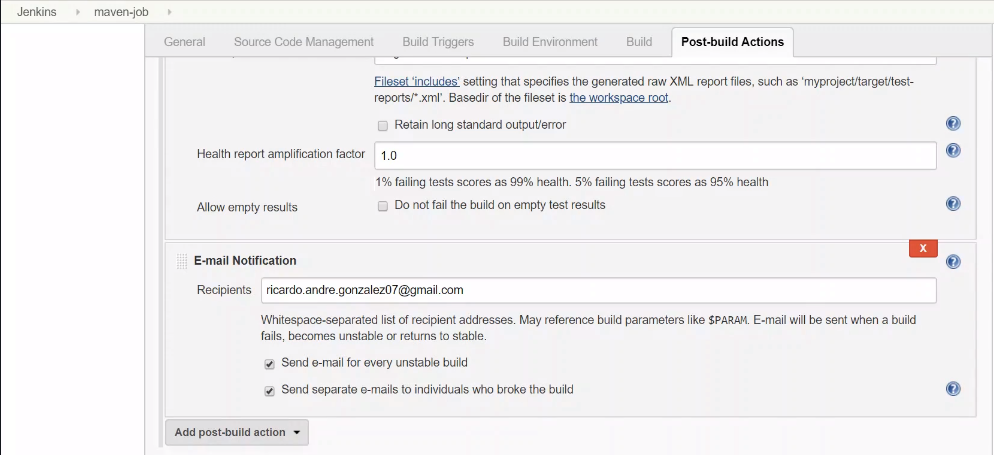 Jenkins maven-job
General Source Code Management Build Triggers Build Environment Build Post-build Actions
Fileset 'includes' setting that specifies the generated raw XML report files, such as 'myproject/target/test-
reports/*.xml'. Basedir of the fileset is the workspace root.
Retain long standard output/error
Health report amplification factor 1.0
1% failing tests scores as 99% health. 5% failing tests scores as 95% health
Allow empty results Do not fail the build on empty test results
X
E-mail Notification
Recipients ricardo.andre.gonzalez07@gmail.com
Whitespace-separated list of recipient addresses. May reference build parameters like $PARAM. E-mail will be sent when a build
fails, becomes unstable or returns to stable.
Send e-mail for every unstable build
Send separate e-mails to individuals who broke the build
Add post-build action